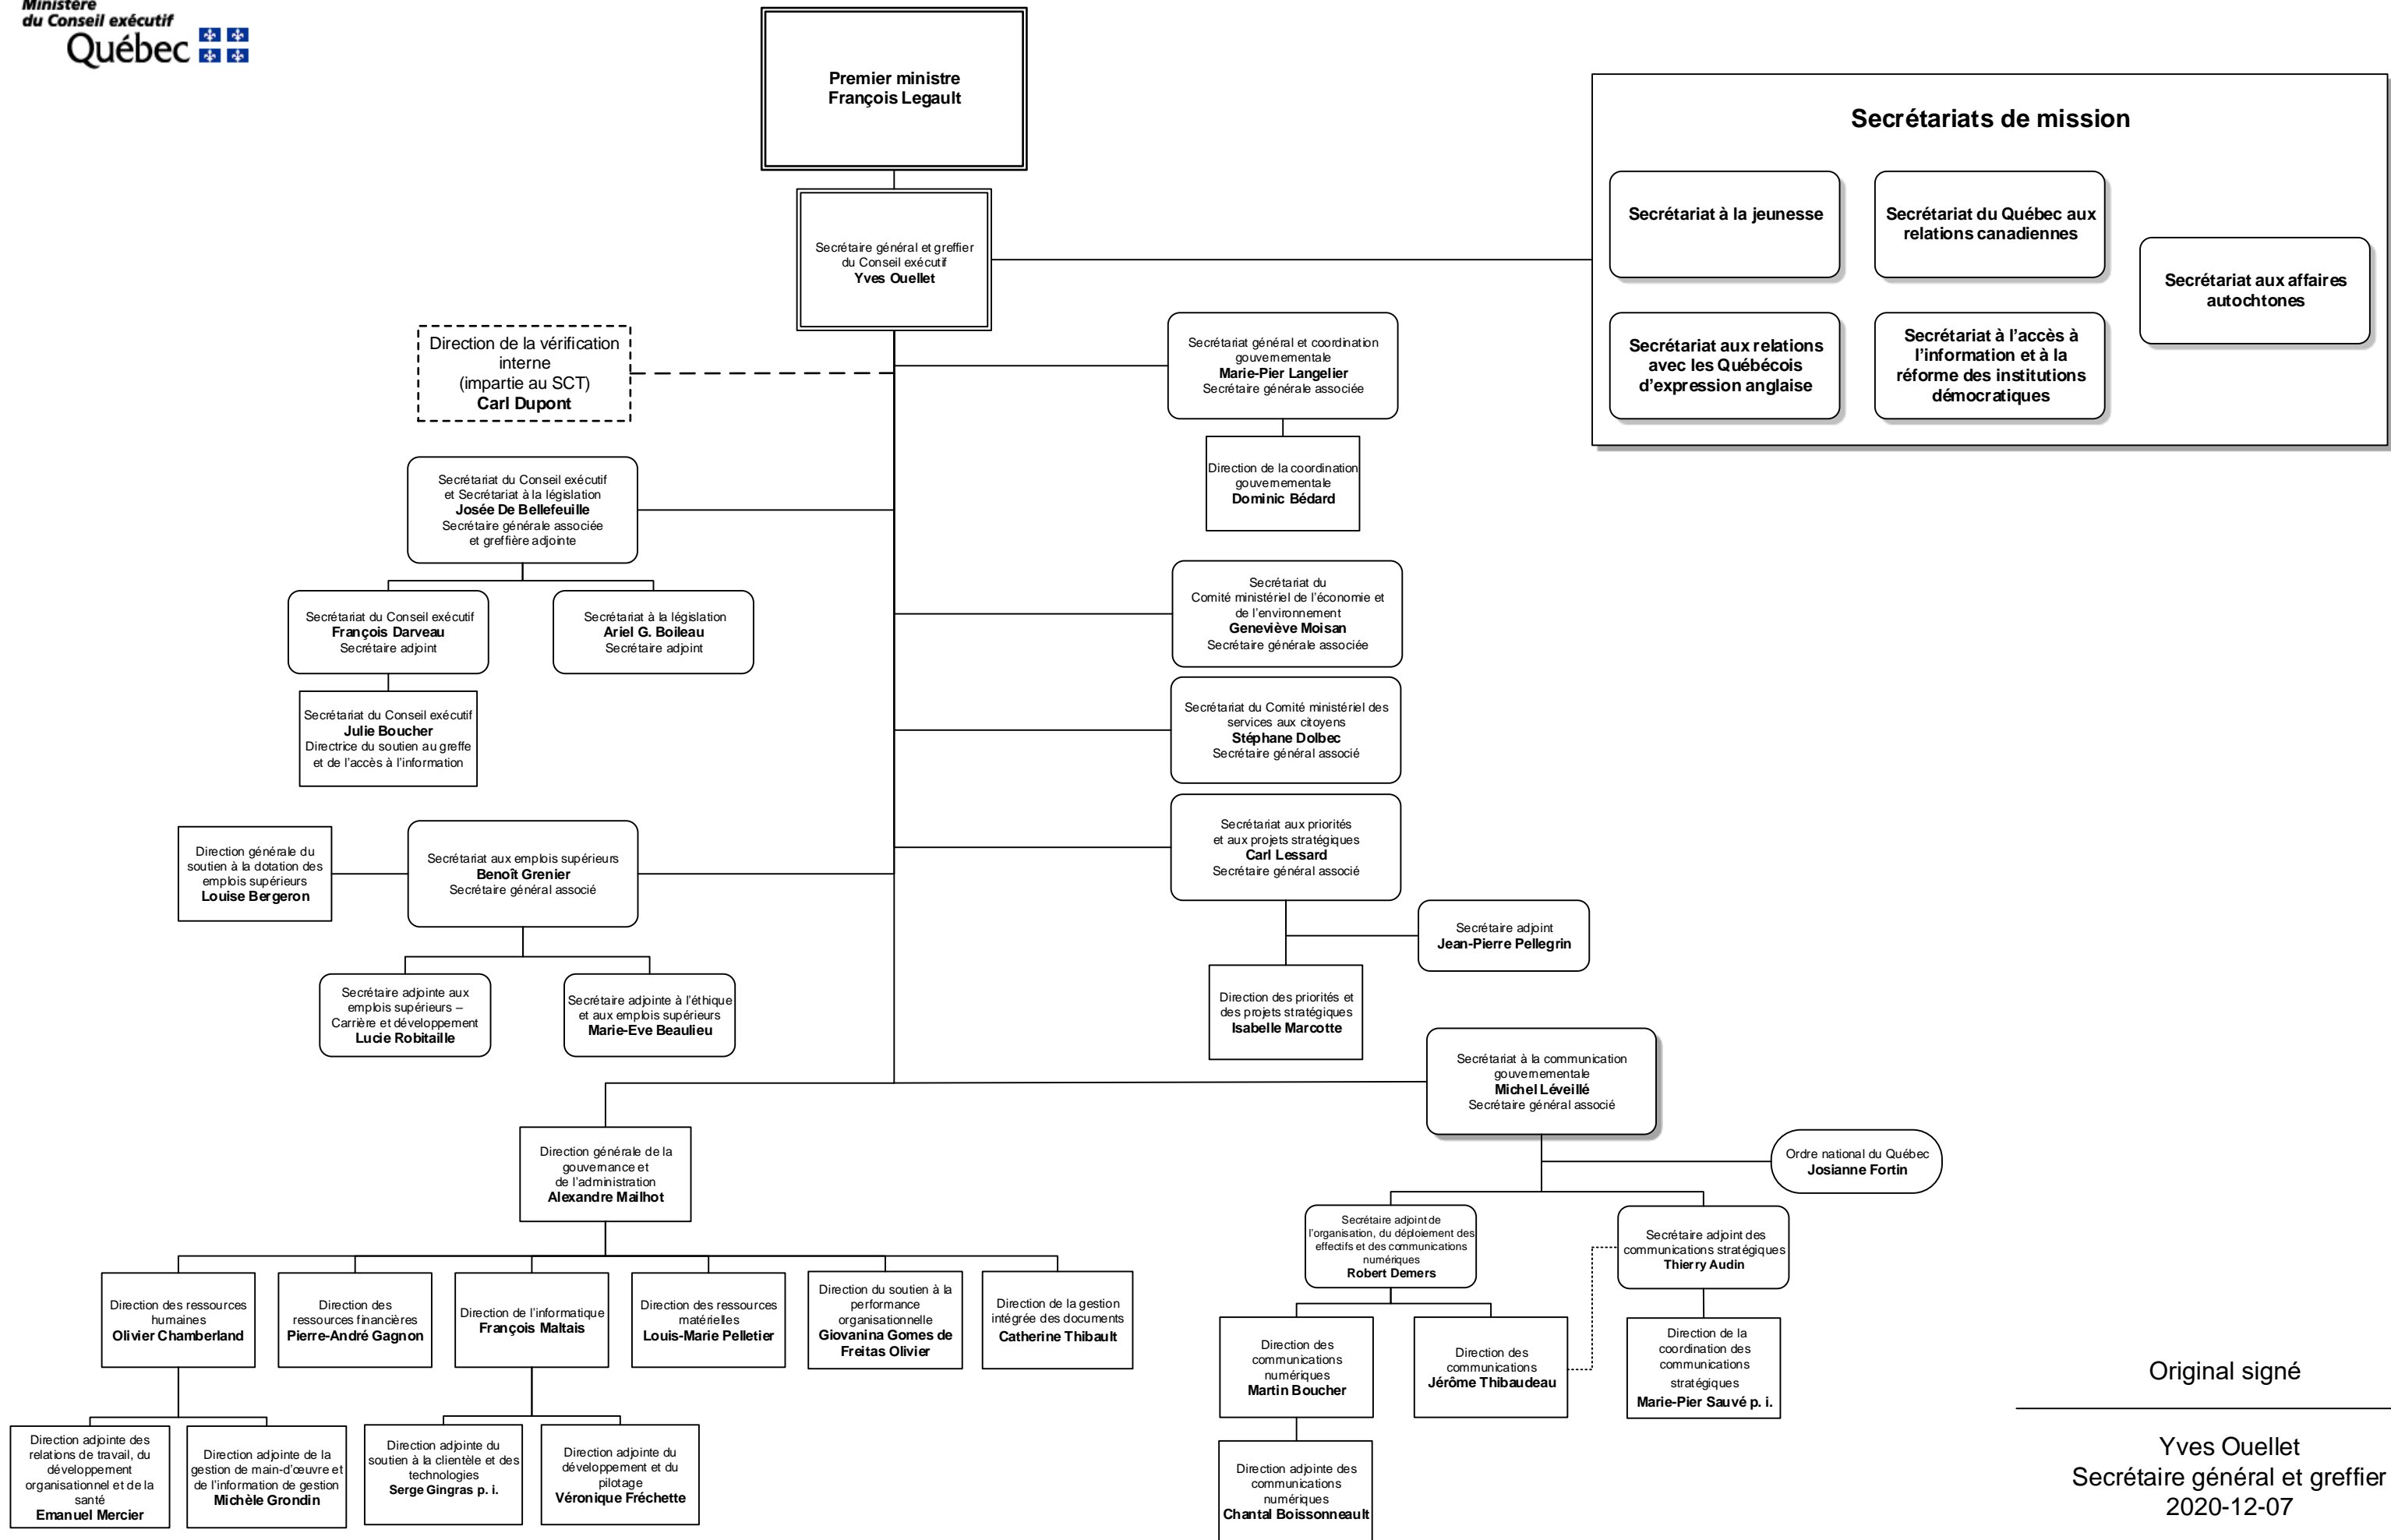 Ministère
du Conseil exécutif
Québec
Premier ministre
François Legault
Secrétaire général et greffier
du Conseil exécutif
Yves Ouellet
Secrétariats de mission
Secrétariat à la jeunesse
Secrétariat du Québec aux
relations canadiennes
Secrétariat aux affaires
autochtones
Secrétariat aux relations
avec les Québécois
d’expression anglaise
Secrétariat à l’accès à
l’information et à la
réforme des institutions
démocratiques
Direction de la vérification
interne
(impartie au SCT)
Carl Dupont
Secrétariat général et coordination
gouvernementale
Marie-Pier Langelier
Secrétaire générale associée
Direction de la coordination
gouvernementale
Dominic Bédard
Secrétariat du Conseil exécutif
et Secrétariat à la législation
Josée De Bellefeuille
Secrétaire générale associée
et greffière adjointe
Secrétariat du Conseil exécutif
François Darveau
Secrétaire adjoint
Secrétariat à la législation
Ariel G. Boileau
Secrétaire adjoint
Secrétariat du Conseil exécutif
Julie Boucher
Directrice du soutien au greffe
et de l’accès à l’information
Secrétariat du
Comité ministériel de l’économie et
de l’environnement
Geneviève Moisan
Secrétaire générale associée
Secrétariat du Comité ministériel des
services aux citoyens
Stéphane Dolbec
Secrétaire général associé
Secrétariat aux priorités
et aux projets stratégiques
Carl Lessard
Secrétaire général associé
Secrétaire adjoint
Jean-Pierre Pellegrin
Direction des priorités et
des projets stratégiques
Isabelle Marcotte
Direction générale du
soutien à la dotation des
emplois supérieurs
Louise Bergeron
Secrétariat aux emplois supérieurs
Benoît Grenier
Secrétaire général associé
Secrétaire adjointe aux
emplois supérieurs –
Carrière et développement
Lucie Robitaille
Secrétaire adjointe à l’éthique
et aux emplois supérieurs
Marie-Eve Beaulieu
Secrétariat à la communication
gouvernementale
Michel Léveillé
Secrétaire général associé
Ordre national du Québec
Josianne Fortin
Direction générale de la
gouvernance et
de l’administration
Alexandre Mailhot
Secrétaire adjoint de
l’organisation, du déploiement des
effectifs et des communications
numériques
Robert Demers
Secrétaire adjoint des
communications stratégiques
Thierry Audin
Direction des ressources
humaines
Olivier Chamberland
Direction des
ressources financières
Pierre-André Gagnon
Direction de l’informatique
François Maltais
Direction des ressources
matérielles
Louis-Marie Pelletier
Direction du soutien à la
performance
organisationnelle
Giovanina Gomes de
Freitas Olivier
Direction de la gestion
intégrée des documents
Catherine Thibault
Direction des
communications
numériques
Martin Boucher
Direction des
communications
Jérôme Thibaudeau
Direction de la
coordination des
communications
stratégiques
Marie-Pier Sauvé p. i.
Direction adjointe des
relations de travail, du
développement
organisationnel et de la
santé
Emanuel Mercier
Direction adjointe de la
gestion de main-d’œuvre et
de l’information de gestion
Michèle Grondin
Direction adjointe du
soutien à la clientèle et des
technologies
Serge Gingras p. i.
Direction adjointe du
développement et du
pilotage
Véronique Fréchette
Direction adjointe des
communications
numériques
Chantal Boissonneault
Original signé
Yves Ouellet
Secrétaire général et greffier
2020-12-07